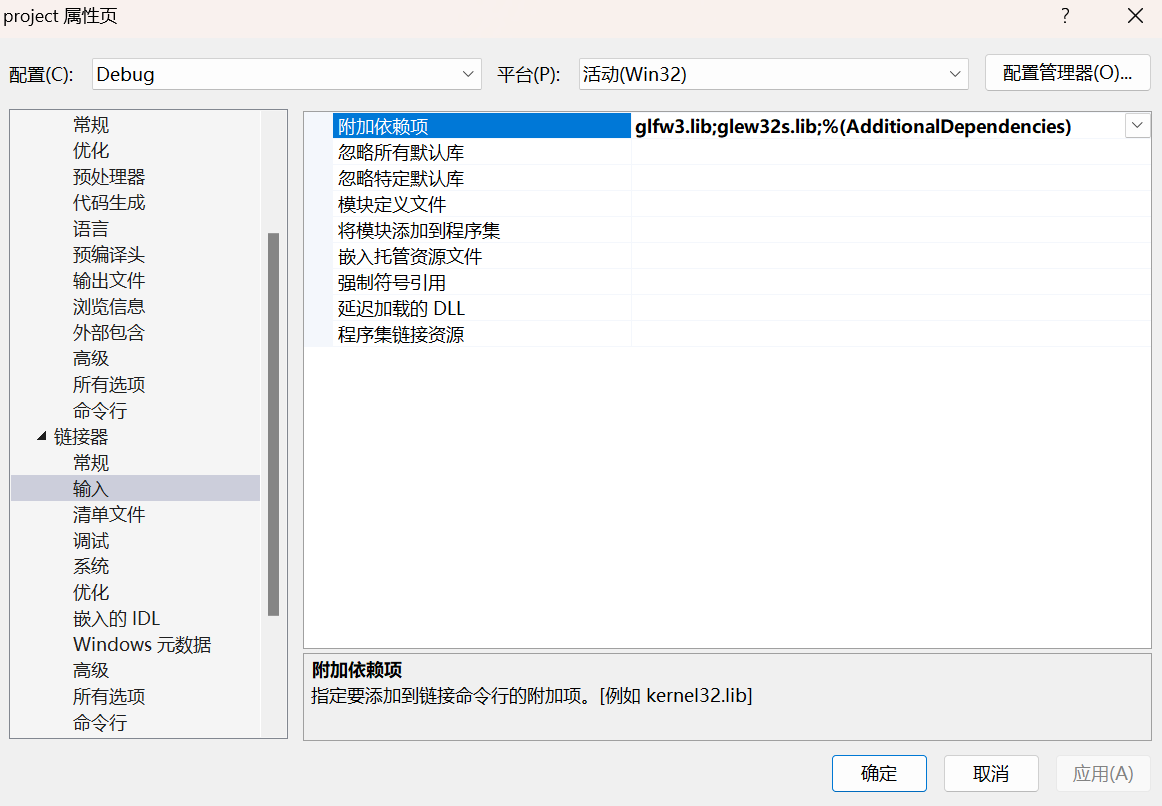 project 属性页
?
配置(C):
Debug
平台(P):
活动(Win32)
配置管理器(O)...
常规
优化
预处理器
代码生成
语言
预编译头
输出文件
浏览信息
外部包含
高级
所有选项
命令行
链接器
常规
输入
清单文件
调试
系统
优化
嵌入的 IDL
Windows 元数据
高级
所有选项
命令行
附加依赖项 glfw3.lib;glew32s.lib;%(AdditionalDependencies)
忽略所有默认库
忽略特定默认库
模块定义文件
将模块添加到程序集
嵌入托管资源文件
强制符号引用
延迟加载的 DLL
程序集链接资源
附加依赖项
指定要添加到链接命令行的附加项。[例如 kernel32.lib]
确定
取消
应用(A)